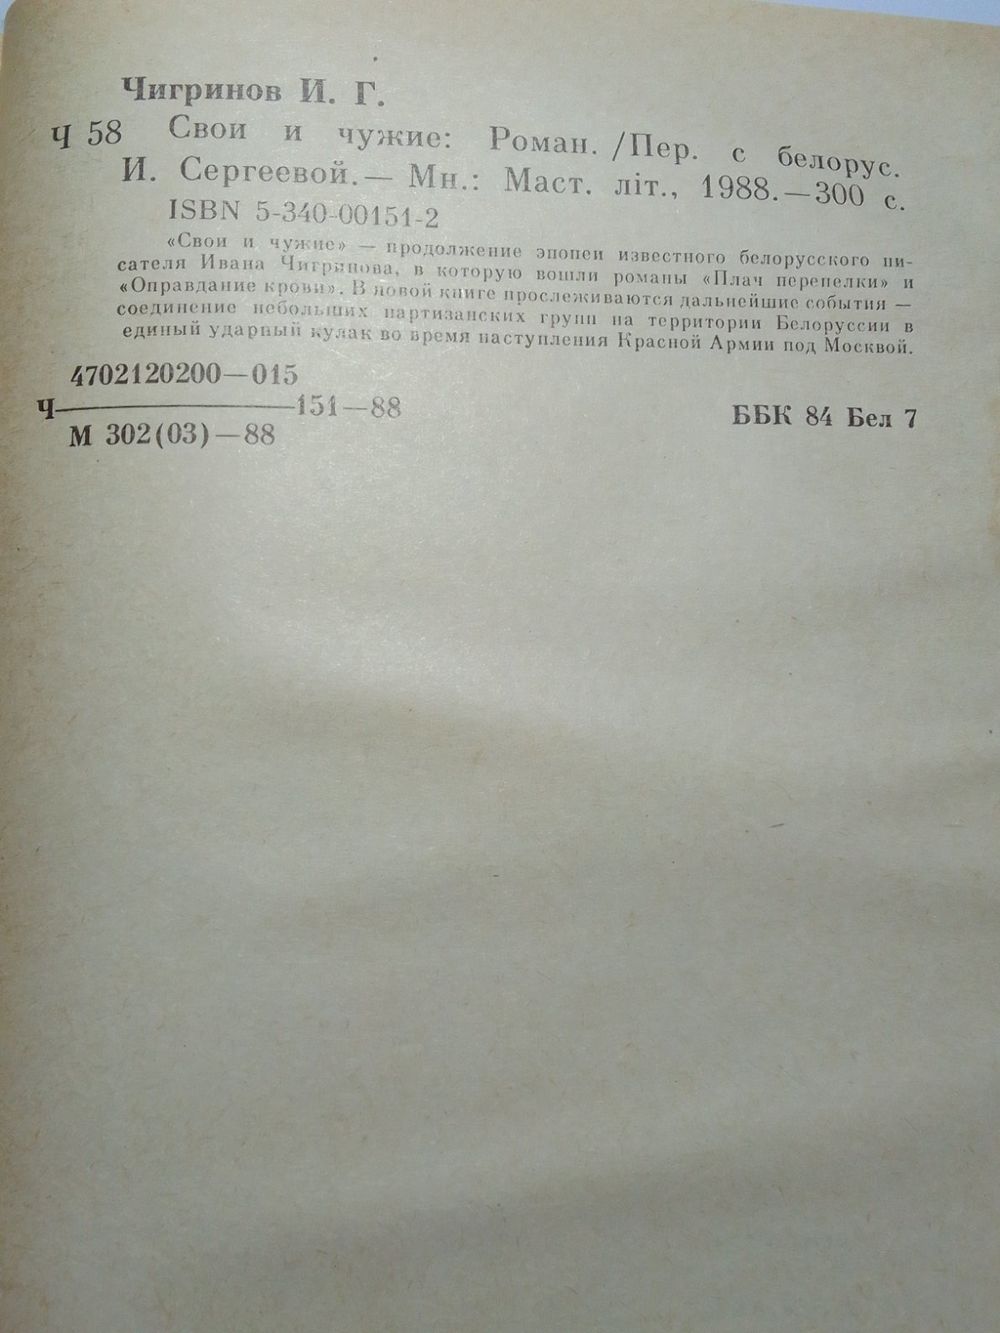 Чигринов И. Г.
Ч 58 Свои и чужие: Роман. /Пер. с белорус.
И. Сергеевой.— Мн.: Маст. літ., 1988.—300 с.
ISBN 5-340-00151-2
«Свои и чужие» — продолжение эпопеи известного белорусского пи-
сателя Ивана Чигринова, в которую вошли романы «Плач перепелки» и
«Оправдание крови». В новой книге прослеживаются дальнейшие события —
соединение небольших партизанских групп на территории Белоруссии в
единый ударный кулак во время наступления Красной Армии под Москвой.
4702120200—015
Ч————————151—88
М 302(03)—88
ББК 84 Бел 7